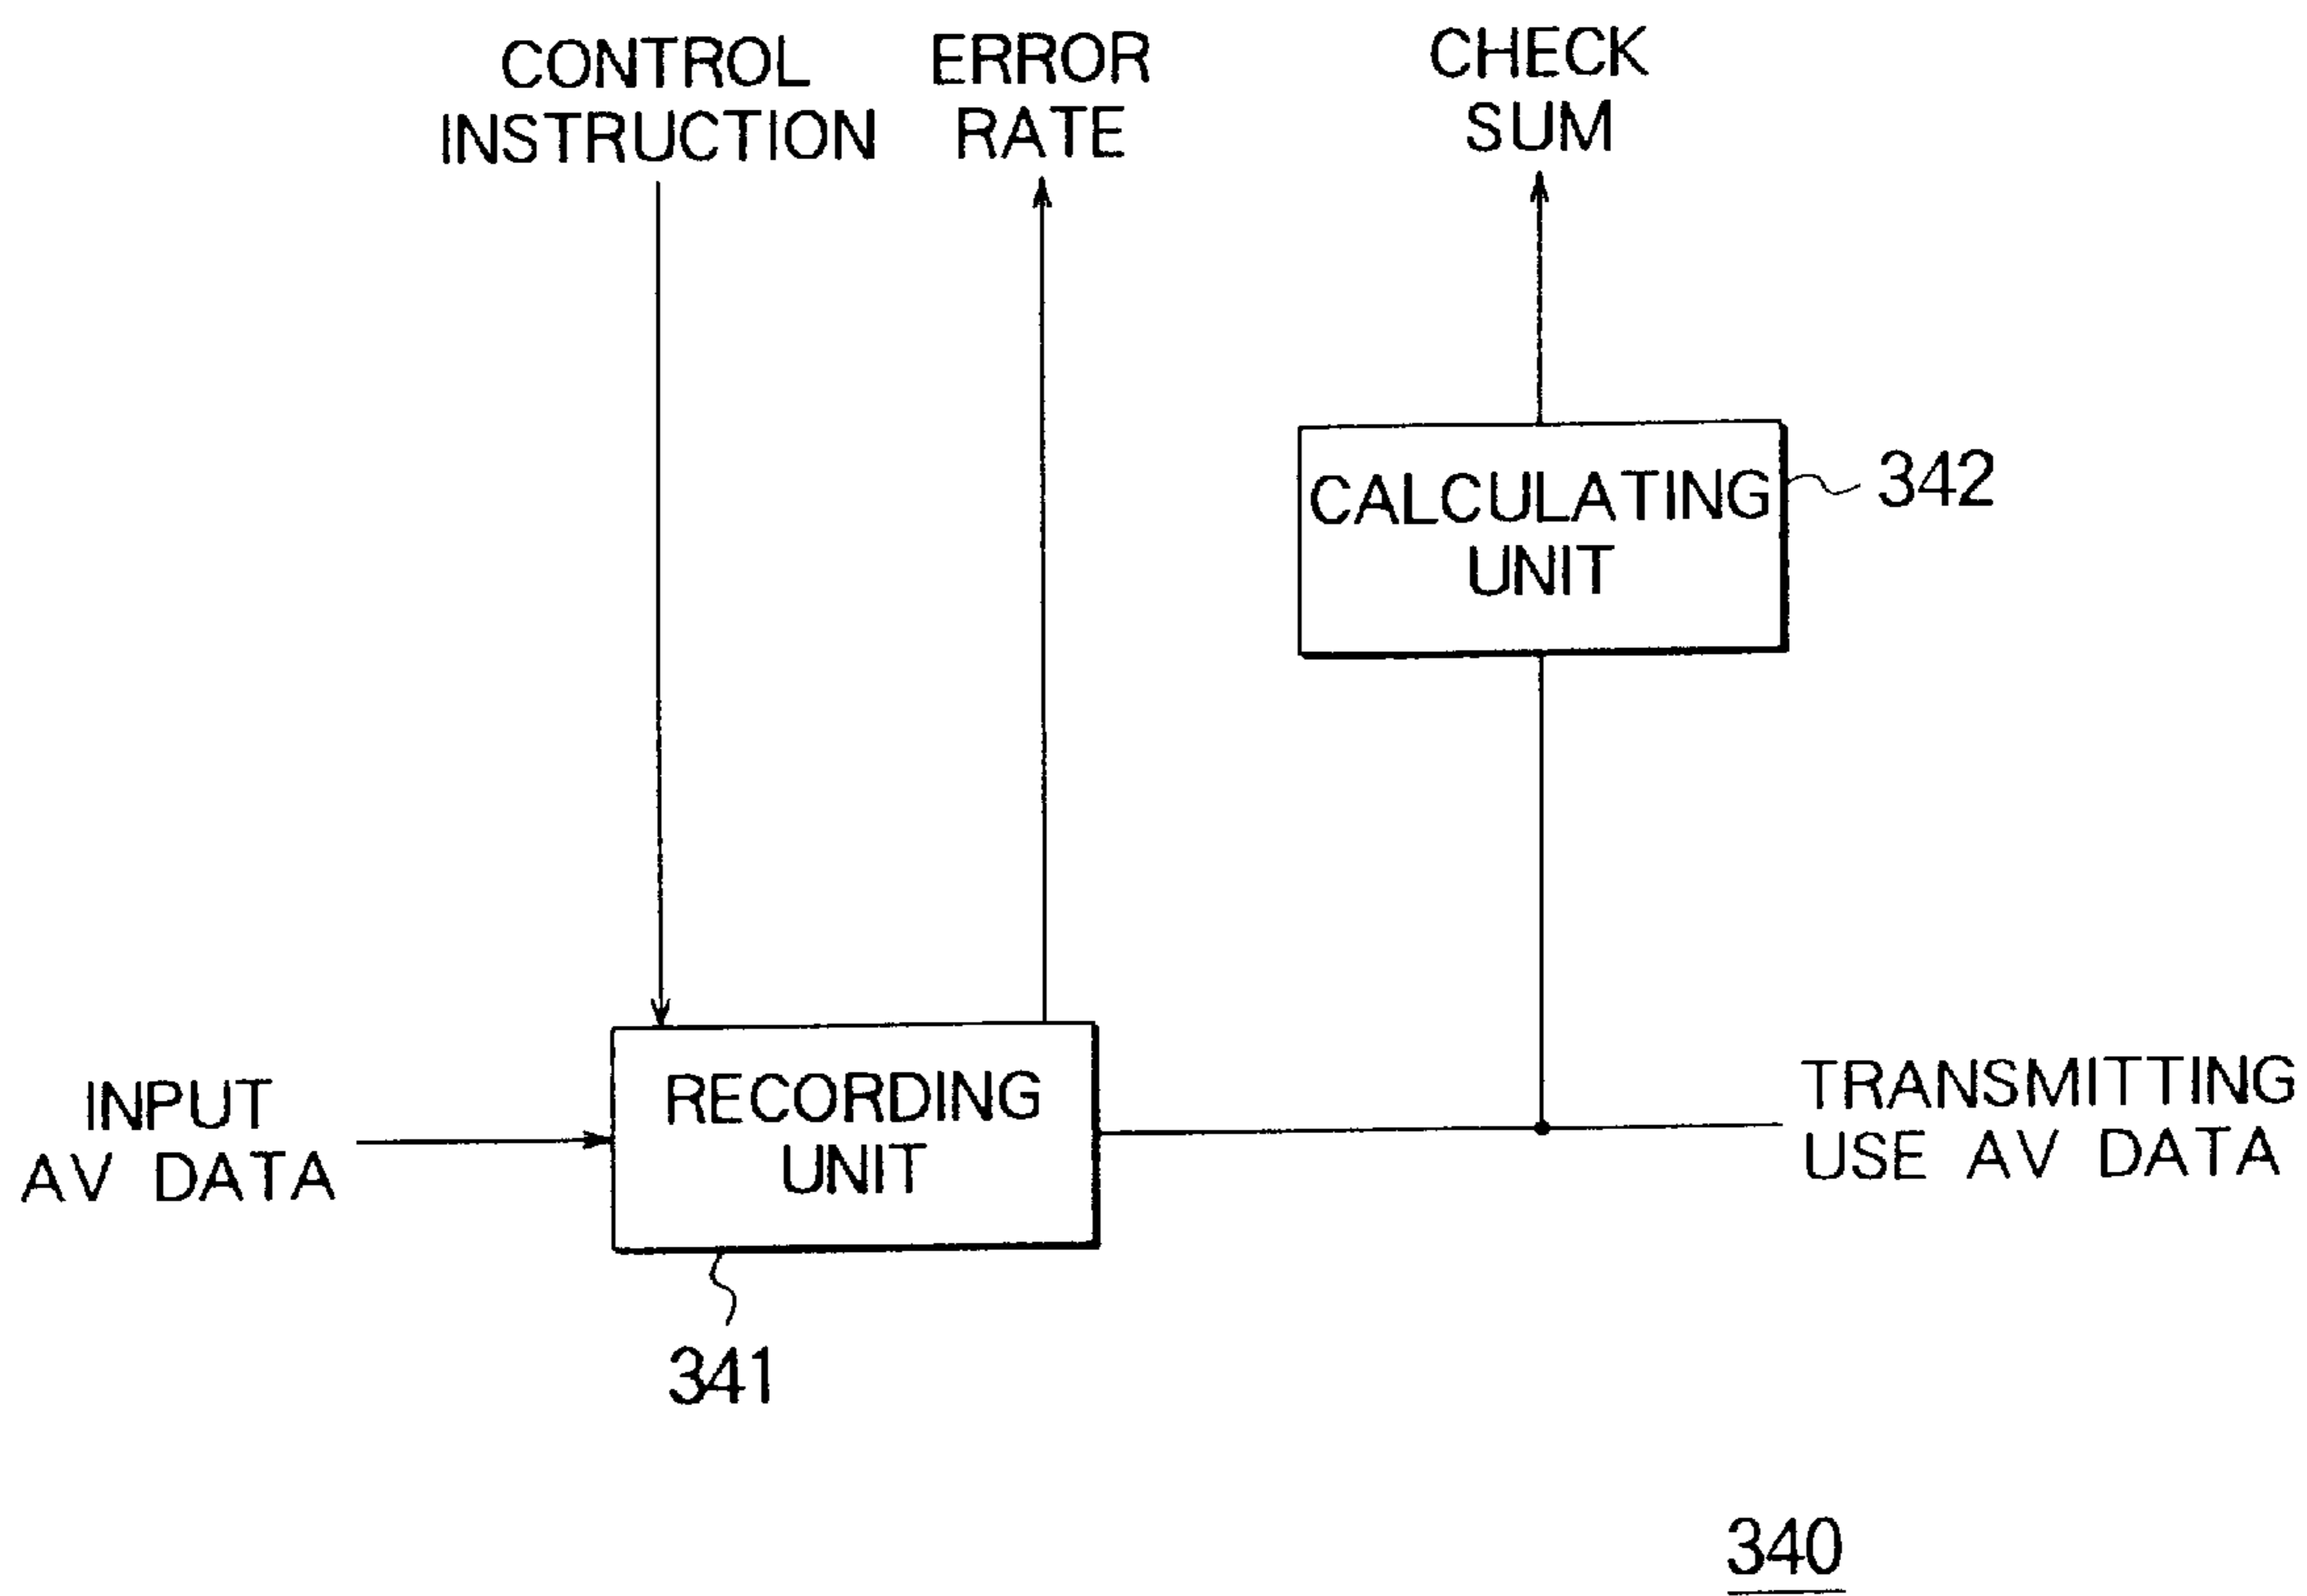 CONTROL
INSTRUCTION
ERROR
RATE
CHECK
SUM
CALCULATING
UNIT
342
INPUT
AV DATA
RECORDING
UNIT
TRANSMITTING
USE AV DATA
341
340